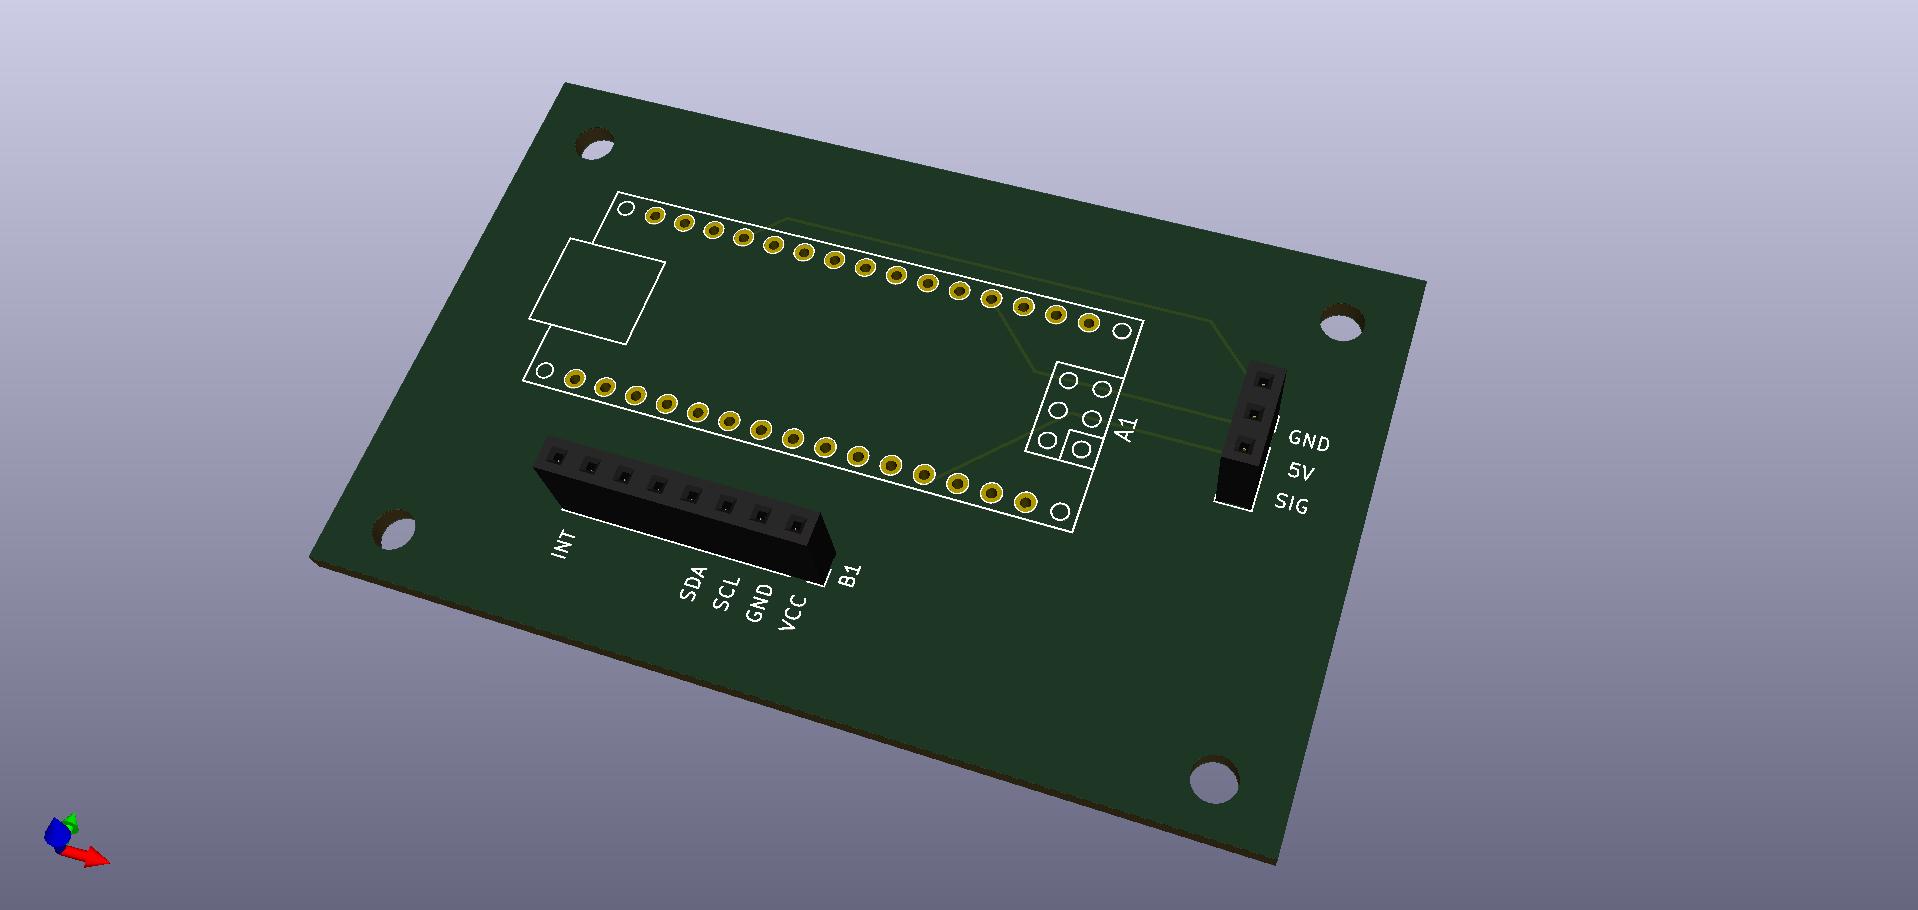 A1
GND
5V
SIG
INT
SDA
SCL
GND
VCC
B1